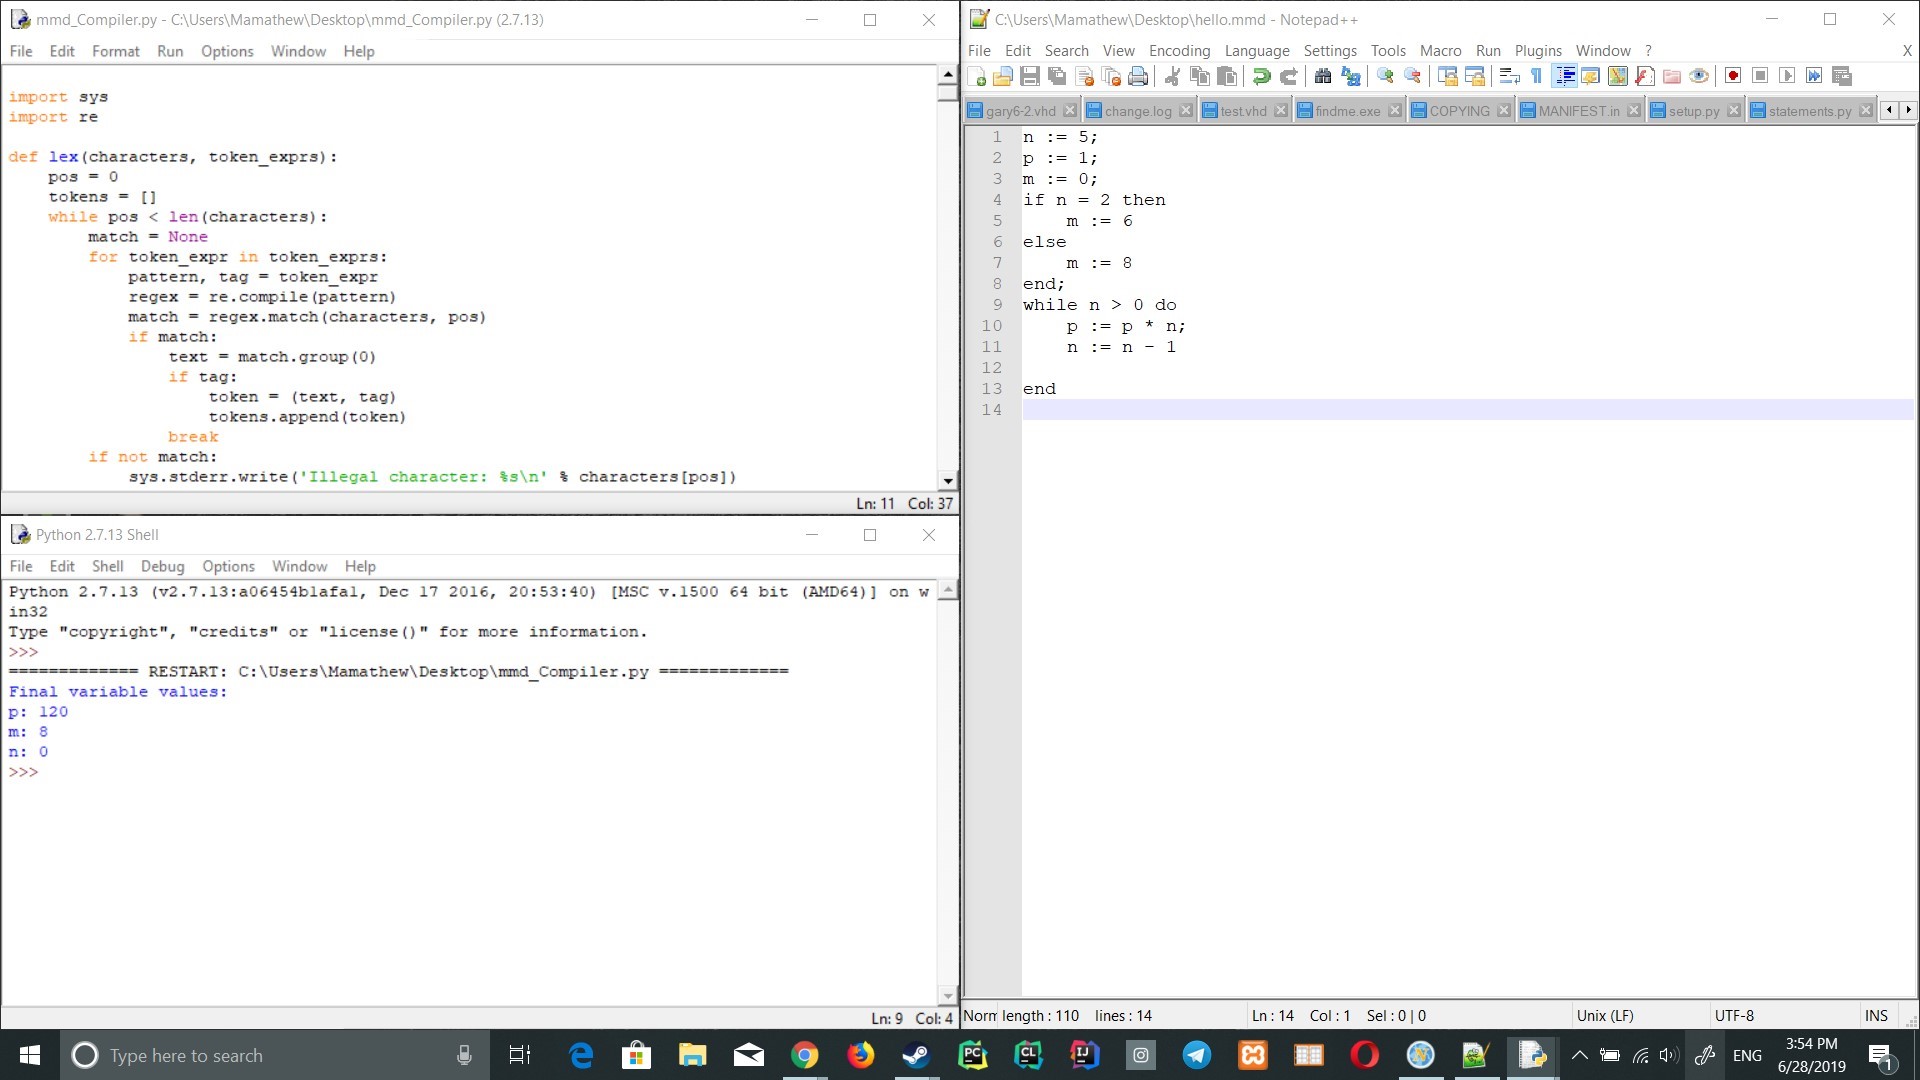 mmd_Compiler.py - C:\Users\Mamathew\Desktop\mmd_Compiler.py (2.7.13)
File Edit Format Run Options Window Help
import sys
import re
def lex(characters, token_exprs):
    pos = 0
    tokens = []
    while pos < len(characters):
        match = None
        for token_expr in token_exprs:
            pattern, tag = token_expr
            regex = re.compile(pattern)
            match = regex.match(characters, pos)
            if match:
                text = match.group(0)
                if tag:
                    token = (text, tag)
                    tokens.append(token)
                break
        if not match:
            sys.stderr.write('Illegal character: %s\n' % characters[pos])
Ln: 11 Col: 37
Python 2.7.13 Shell
File Edit Shell Debug Options Window Help
Python 2.7.13 (v2.7.13:a06454b1afa1, Dec 17 2016, 20:53:40) [MSC v.1500 64 bit (AMD64)] on w
in32
Type "copyright", "credits" or "license()" for more information.
>>>
============= RESTART: C:\Users\Mamathew\Desktop\mmd_Compiler.py =============
Final variable values:
p: 120
m: 8
n: 0
>>>
Ln: 9 Col: 4
C:\Users\Mamathew\Desktop\hello.mmd - Notepad++
File Edit Search View Encoding Language Settings Tools Macro Run Plugins Window ? X
gary6-2.vhd change.log test.vhd findme.exe COPYING MANIFEST.in setup.py statements.py
1 n := 5;
2 p := 1;
3 m := 0;
4 if n = 2 then
5     m := 6
6 else
7     m := 8
8 end;
9 while n > 0 do
10     p := p * n;
11     n := n - 1
12
13 end
14
Norm length : 110 lines : 14 Ln : 14 Col : 1 Sel : 0 | 0 Unix (LF) UTF-8 INS
Type here to search
PC CL IJ
ENG
3:54 PM
6/28/2019
1